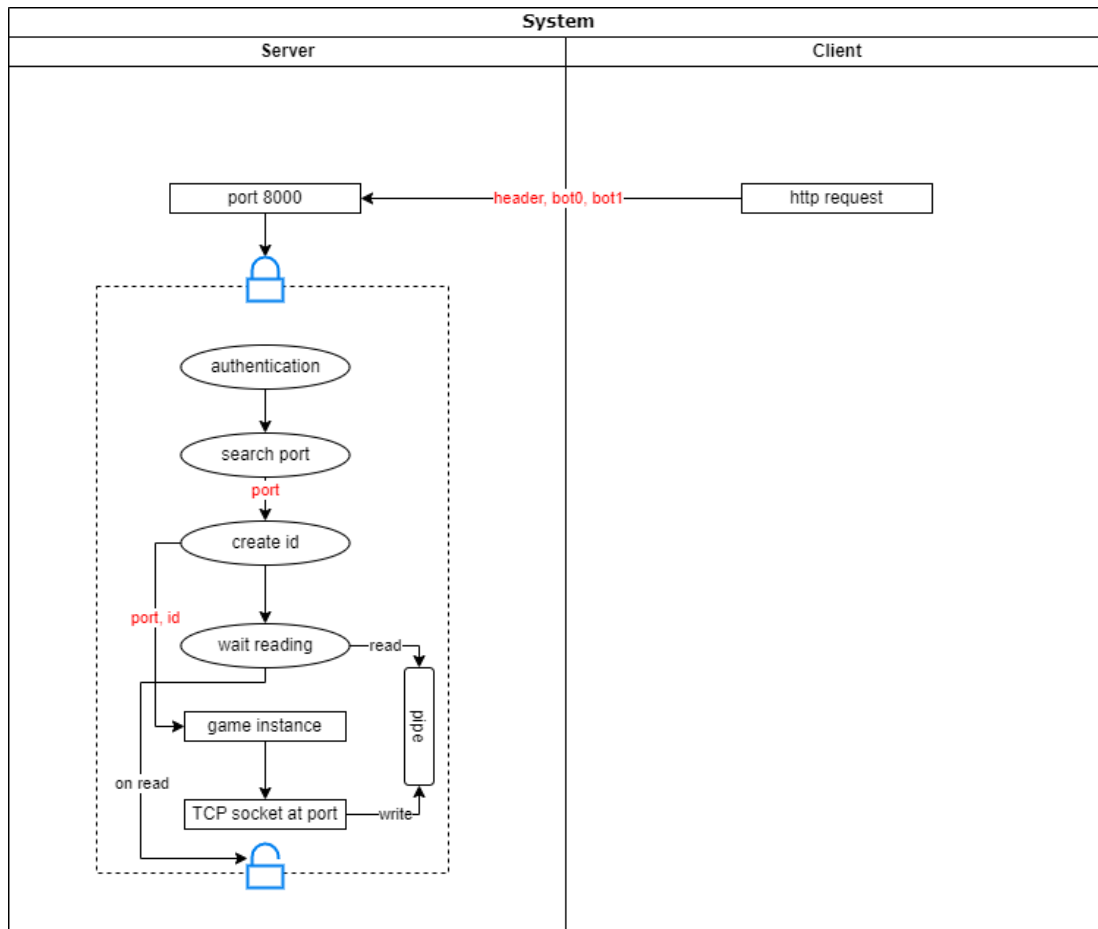 System
Server
Client
port 8000
header, bot0, bot1
http request
authentication
search port
port
create id
port, id
wait reading
read
pipe
game instance
on read
TCP socket at port
write